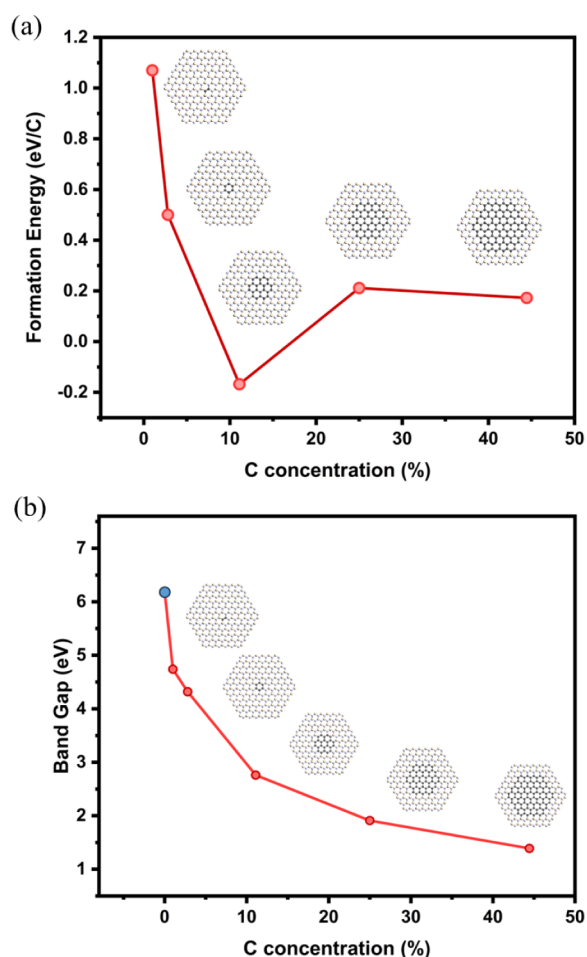 (a)
1.2
1.0
0.8
0.6
0.4
0.2
0.0
-0.2
Formation Energy (eV/C)
0 10 20 30 40 50
C concentration (%)
(b)
7
6
5
4
3
2
1
Band Gap (eV)
0 10 20 30 40 50
C concentration (%)